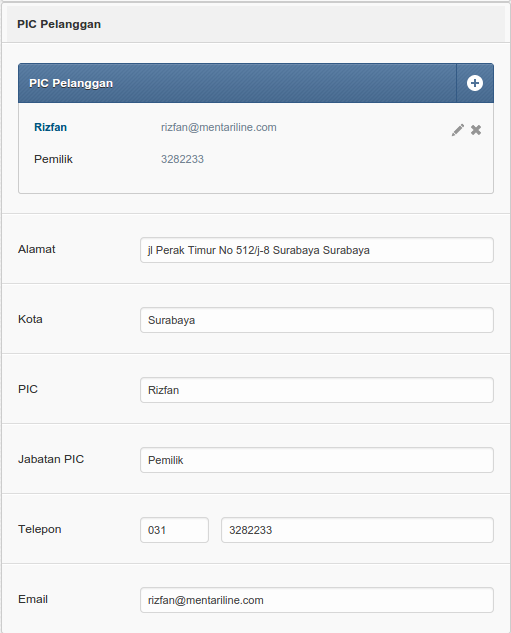 PIC Pelanggan
PIC Pelanggan
Rizfan rizfan@mentariline.com
Pemilik 3282233
Alamat jl Perak Timur No 512/j-8 Surabaya Surabaya
Kota Surabaya
PIC Rizfan
Jabatan PIC Pemilik
Telepon 031 3282233
Email rizfan@mentariline.com